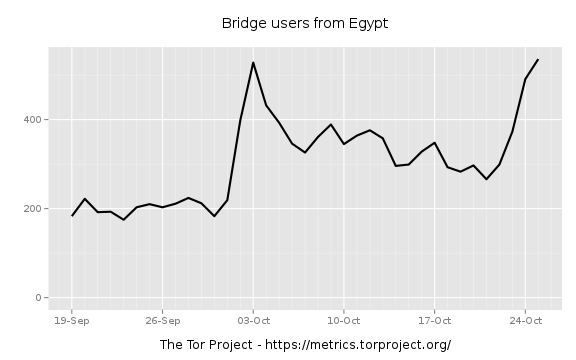 Bridge users from Egypt
400
200
0
19-Sep 26-Sep 03-Oct 10-Oct 17-Oct 24-Oct
The Tor Project - https://metrics.torproject.org/